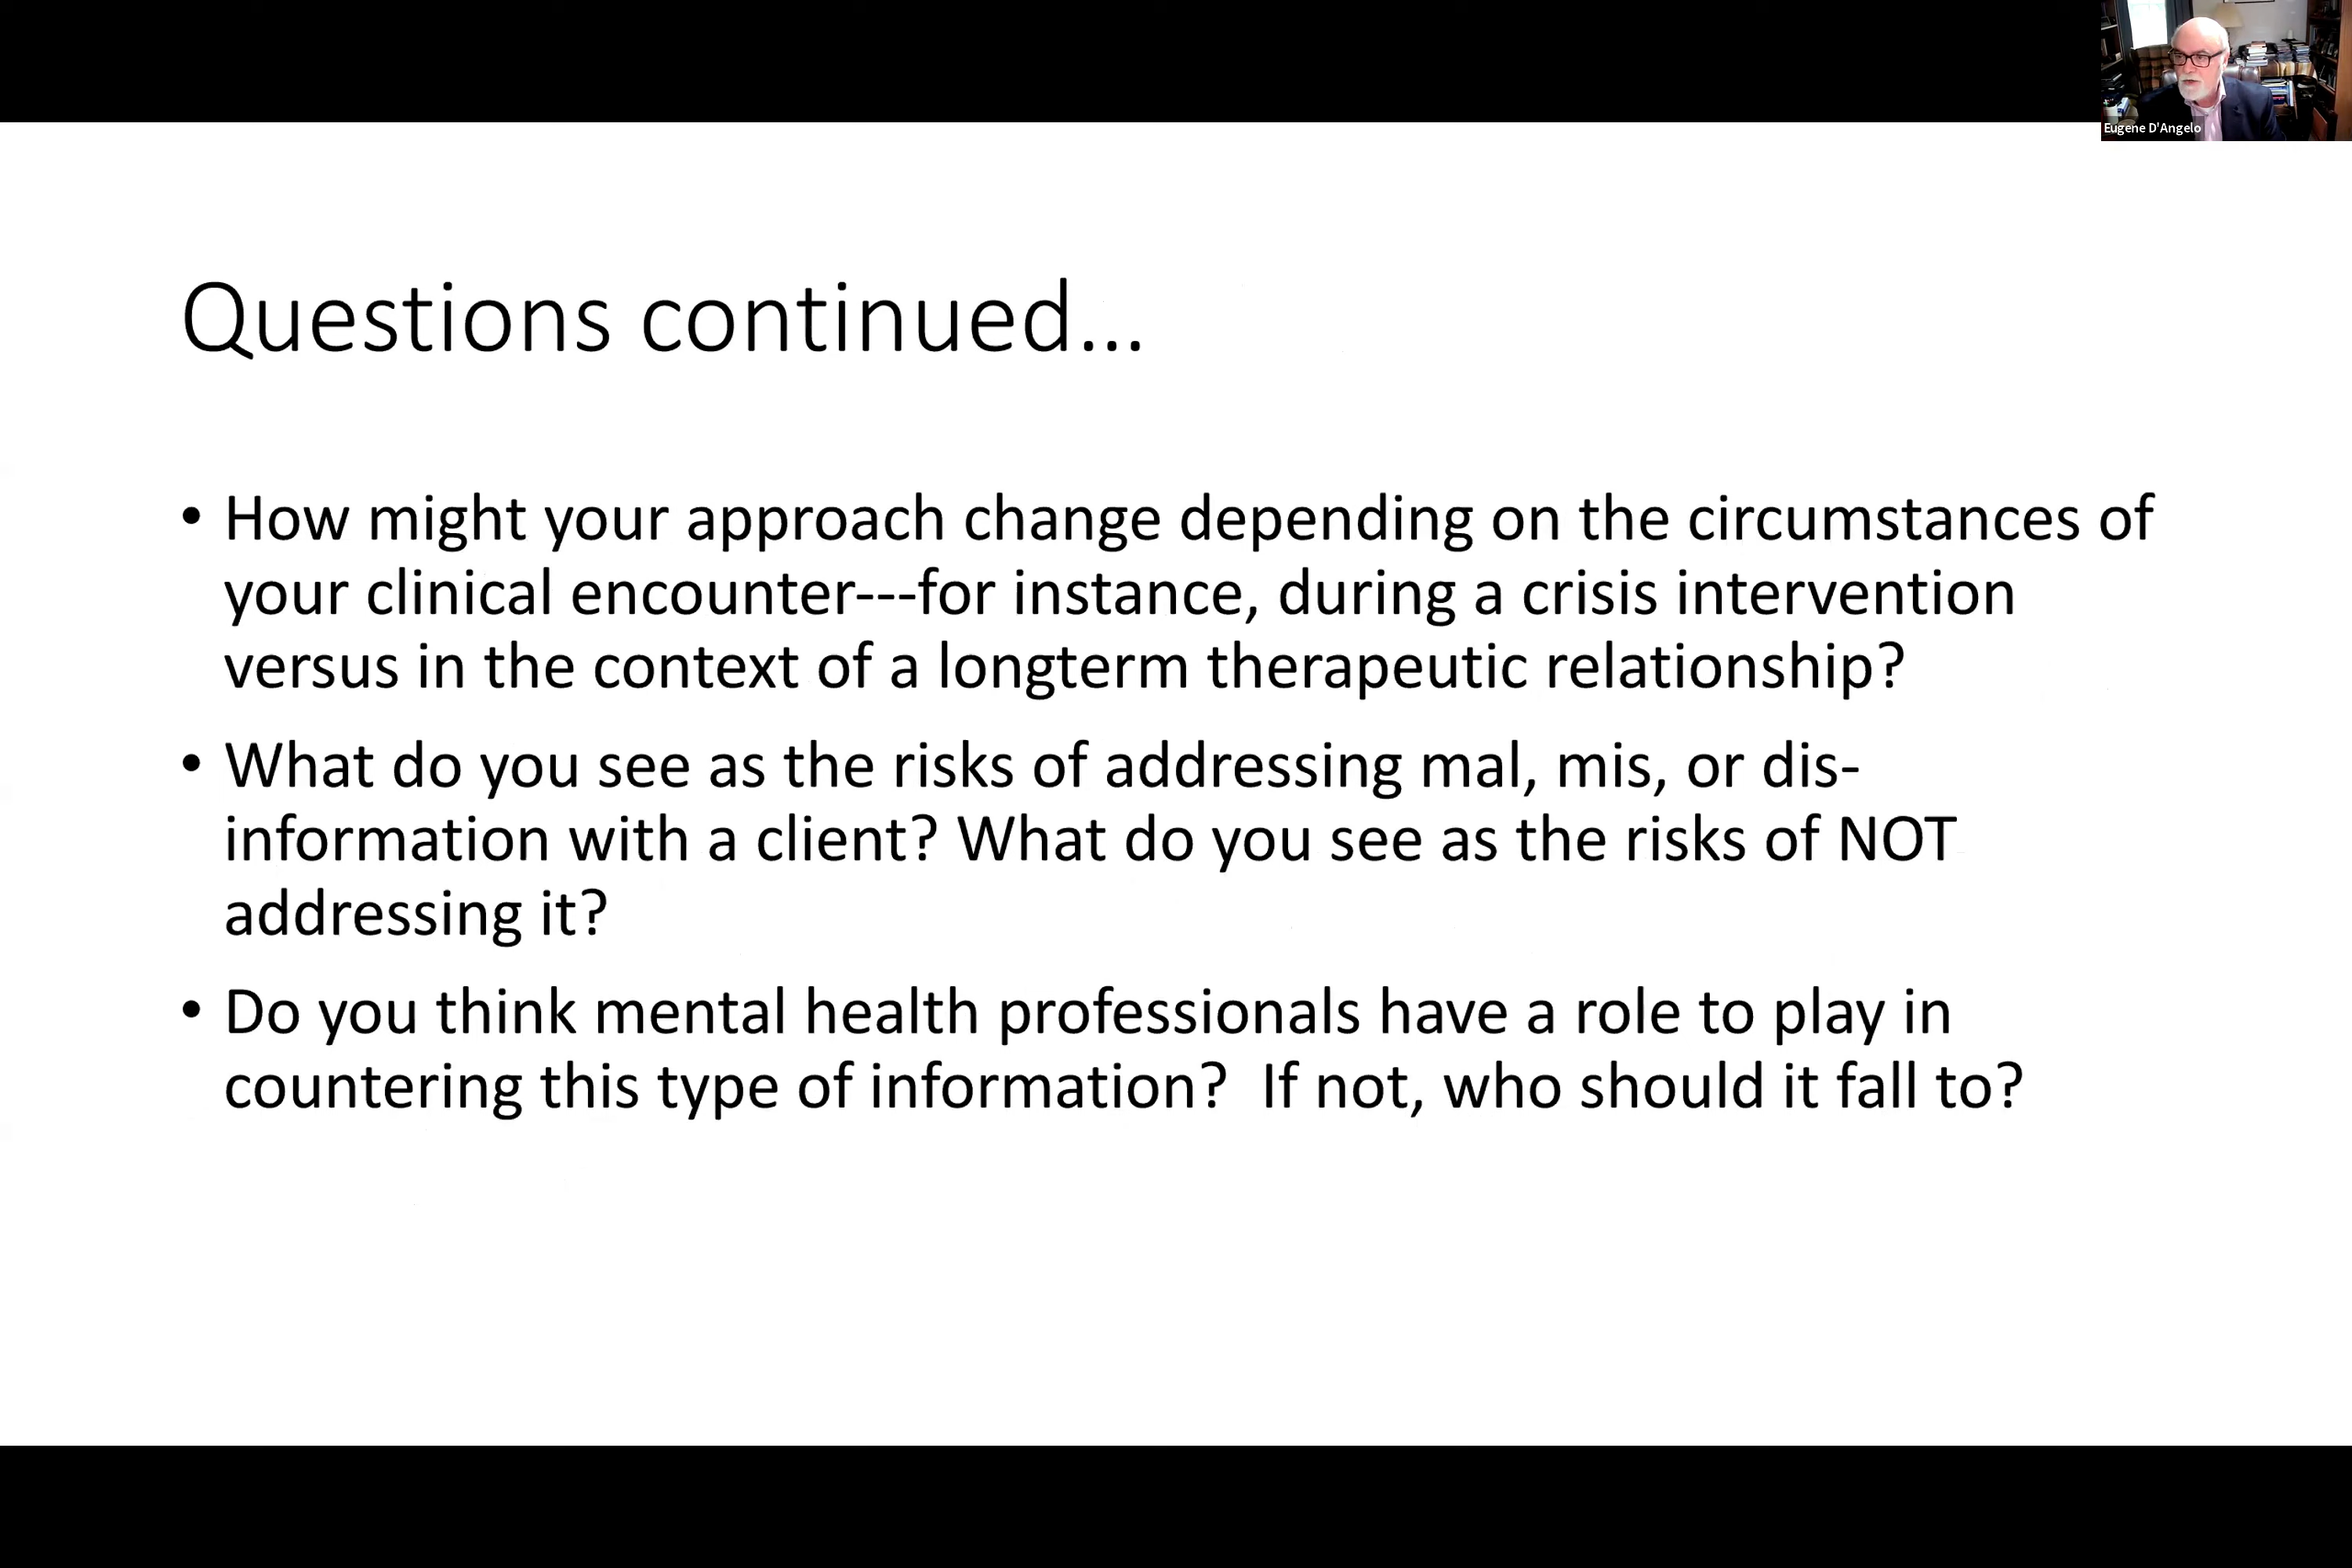 Eugene D'Angelo
Questions continued...
• How might your approach change depending on the circumstances of
your clinical encounter---for instance, during a crisis intervention
versus in the context of a longterm therapeutic relationship?
• What do you see as the risks of addressing mal, mis, or dis-
information with a client? What do you see as the risks of NOT
addressing it?
• Do you think mental health professionals have a role to play in
countering this type of information?  If not, who should it fall to?